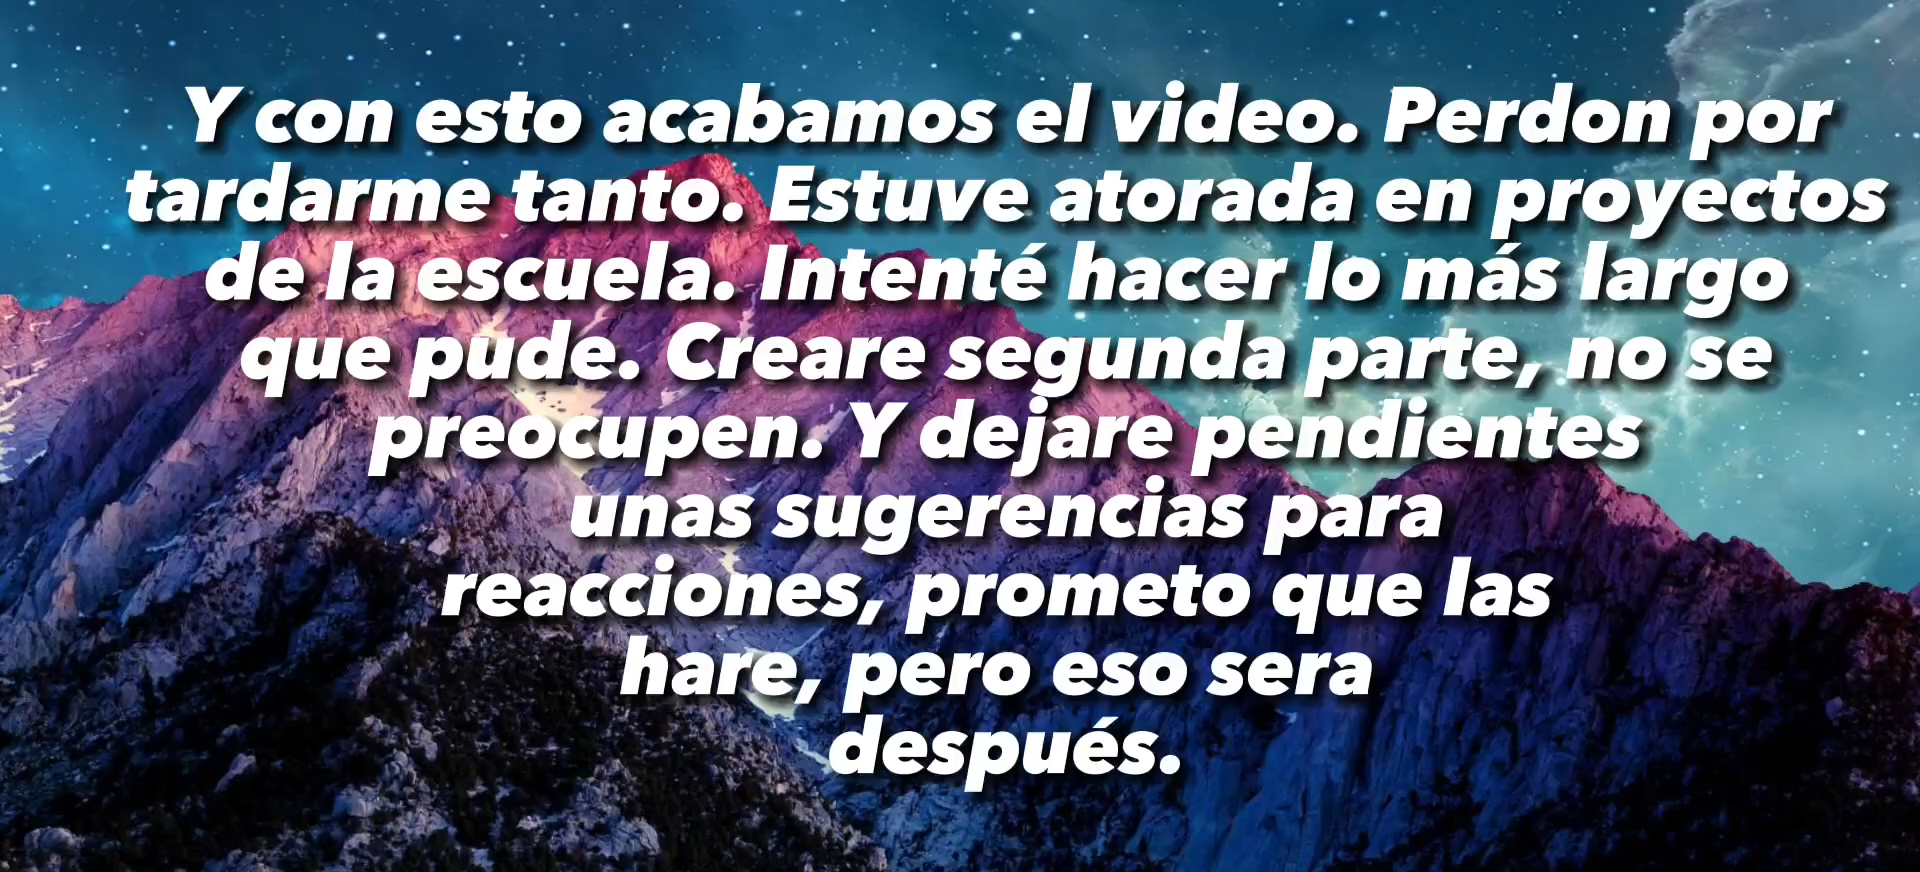 Y con esto acabamos el video. Perdon por
tardarme tanto. Estuve atorada en proyectos
de la escuela. Intenté hacer lo más largo
que pude. Creare segunda parte, no se
preocupen. Y dejare pendientes
unas sugerencias para
reacciones, prometo que las
hare, pero eso sera
después.